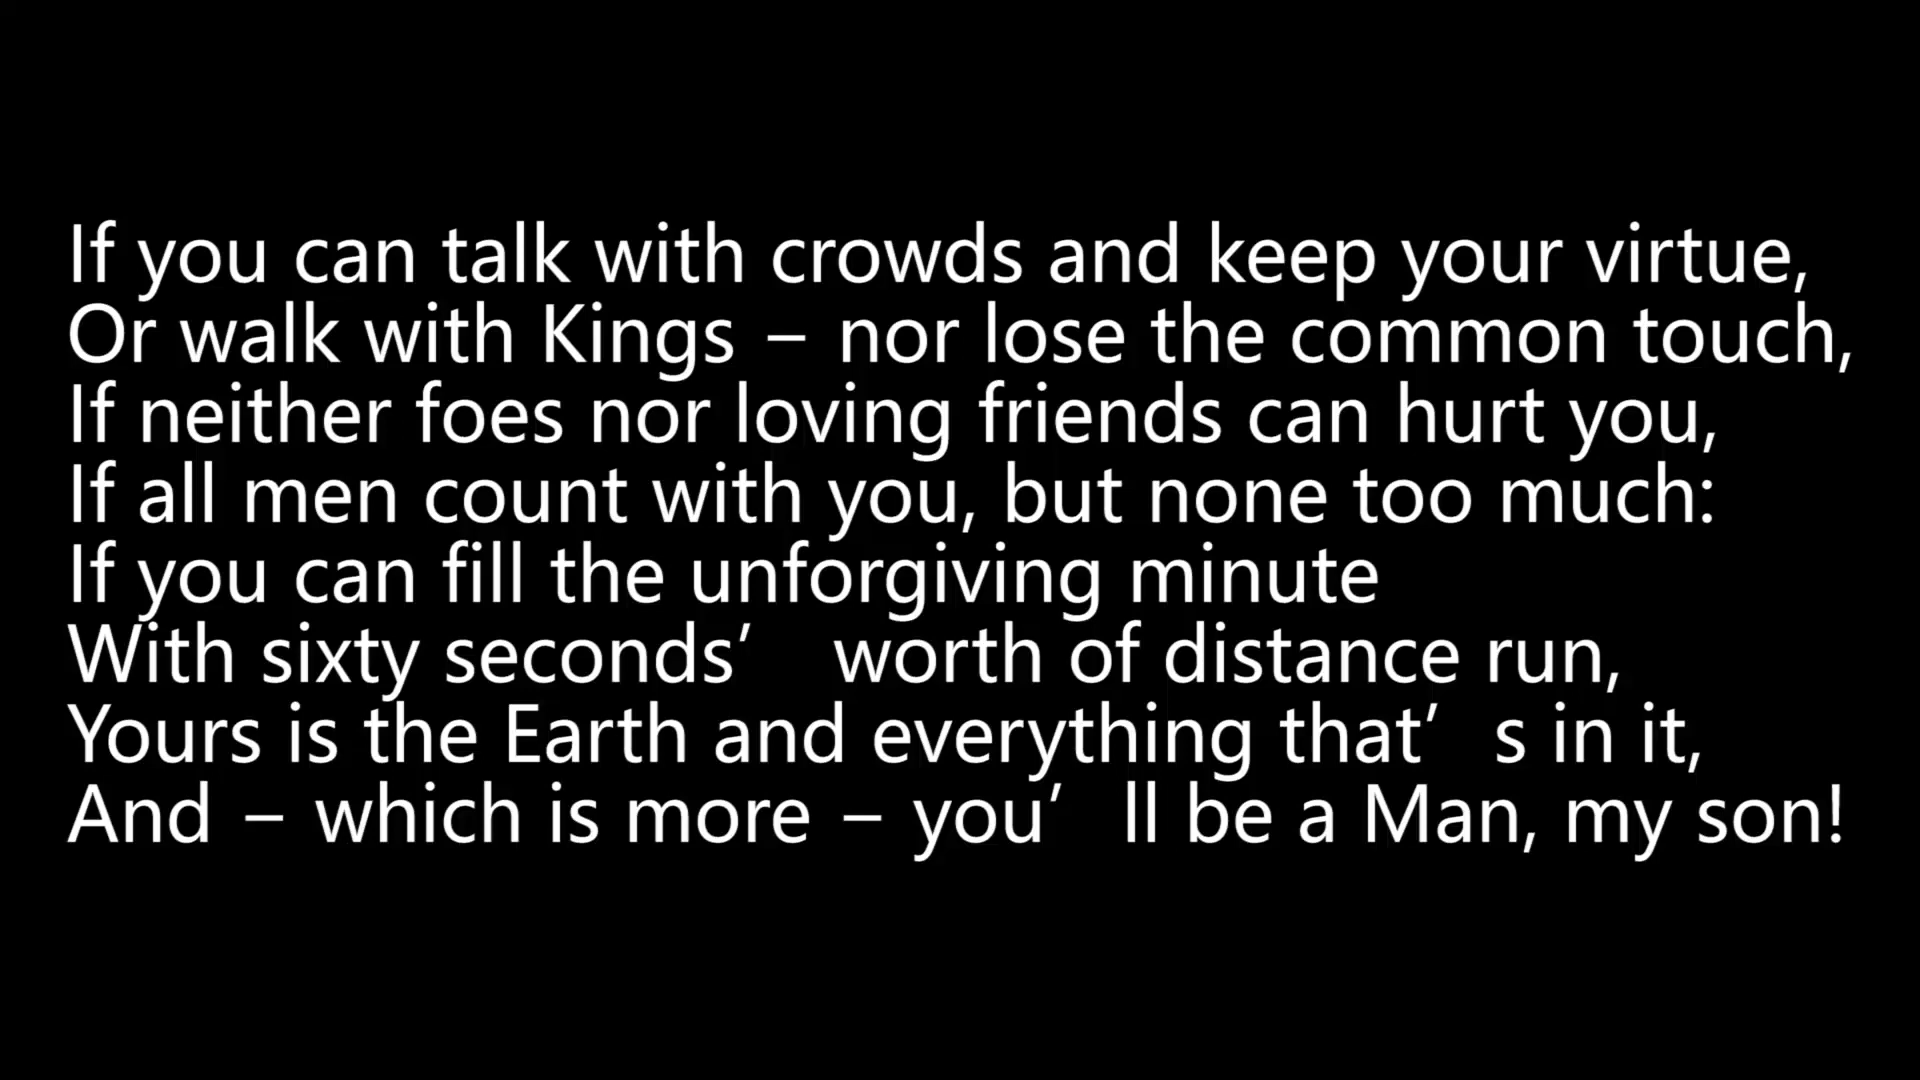 If you can talk with crowds and keep your virtue,
Or walk with Kings – nor lose the common touch,
If neither foes nor loving friends can hurt you,
If all men count with you, but none too much:
If you can fill the unforgiving minute
With sixty seconds’ worth of distance run,
Yours is the Earth and everything that’s in it,
And – which is more – you’ll be a Man, my son!